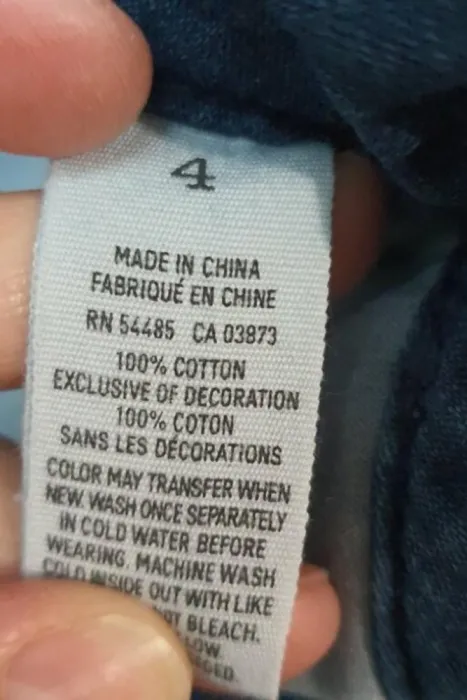 4
MADE IN CHINA
FABRIQUÉ EN CHINE
RN 54485 CA 03873
100% COTTON
EXCLUSIVE OF DECORATION
100% COTON
SANS LES DÉCORATIONS
COLOR MAY TRANSFER WHEN
NEW. WASH ONCE SEPARATELY
IN COLD WATER BEFORE
WEARING. MACHINE WASH
COLD INSIDE OUT WITH LIKE
BLEACH.